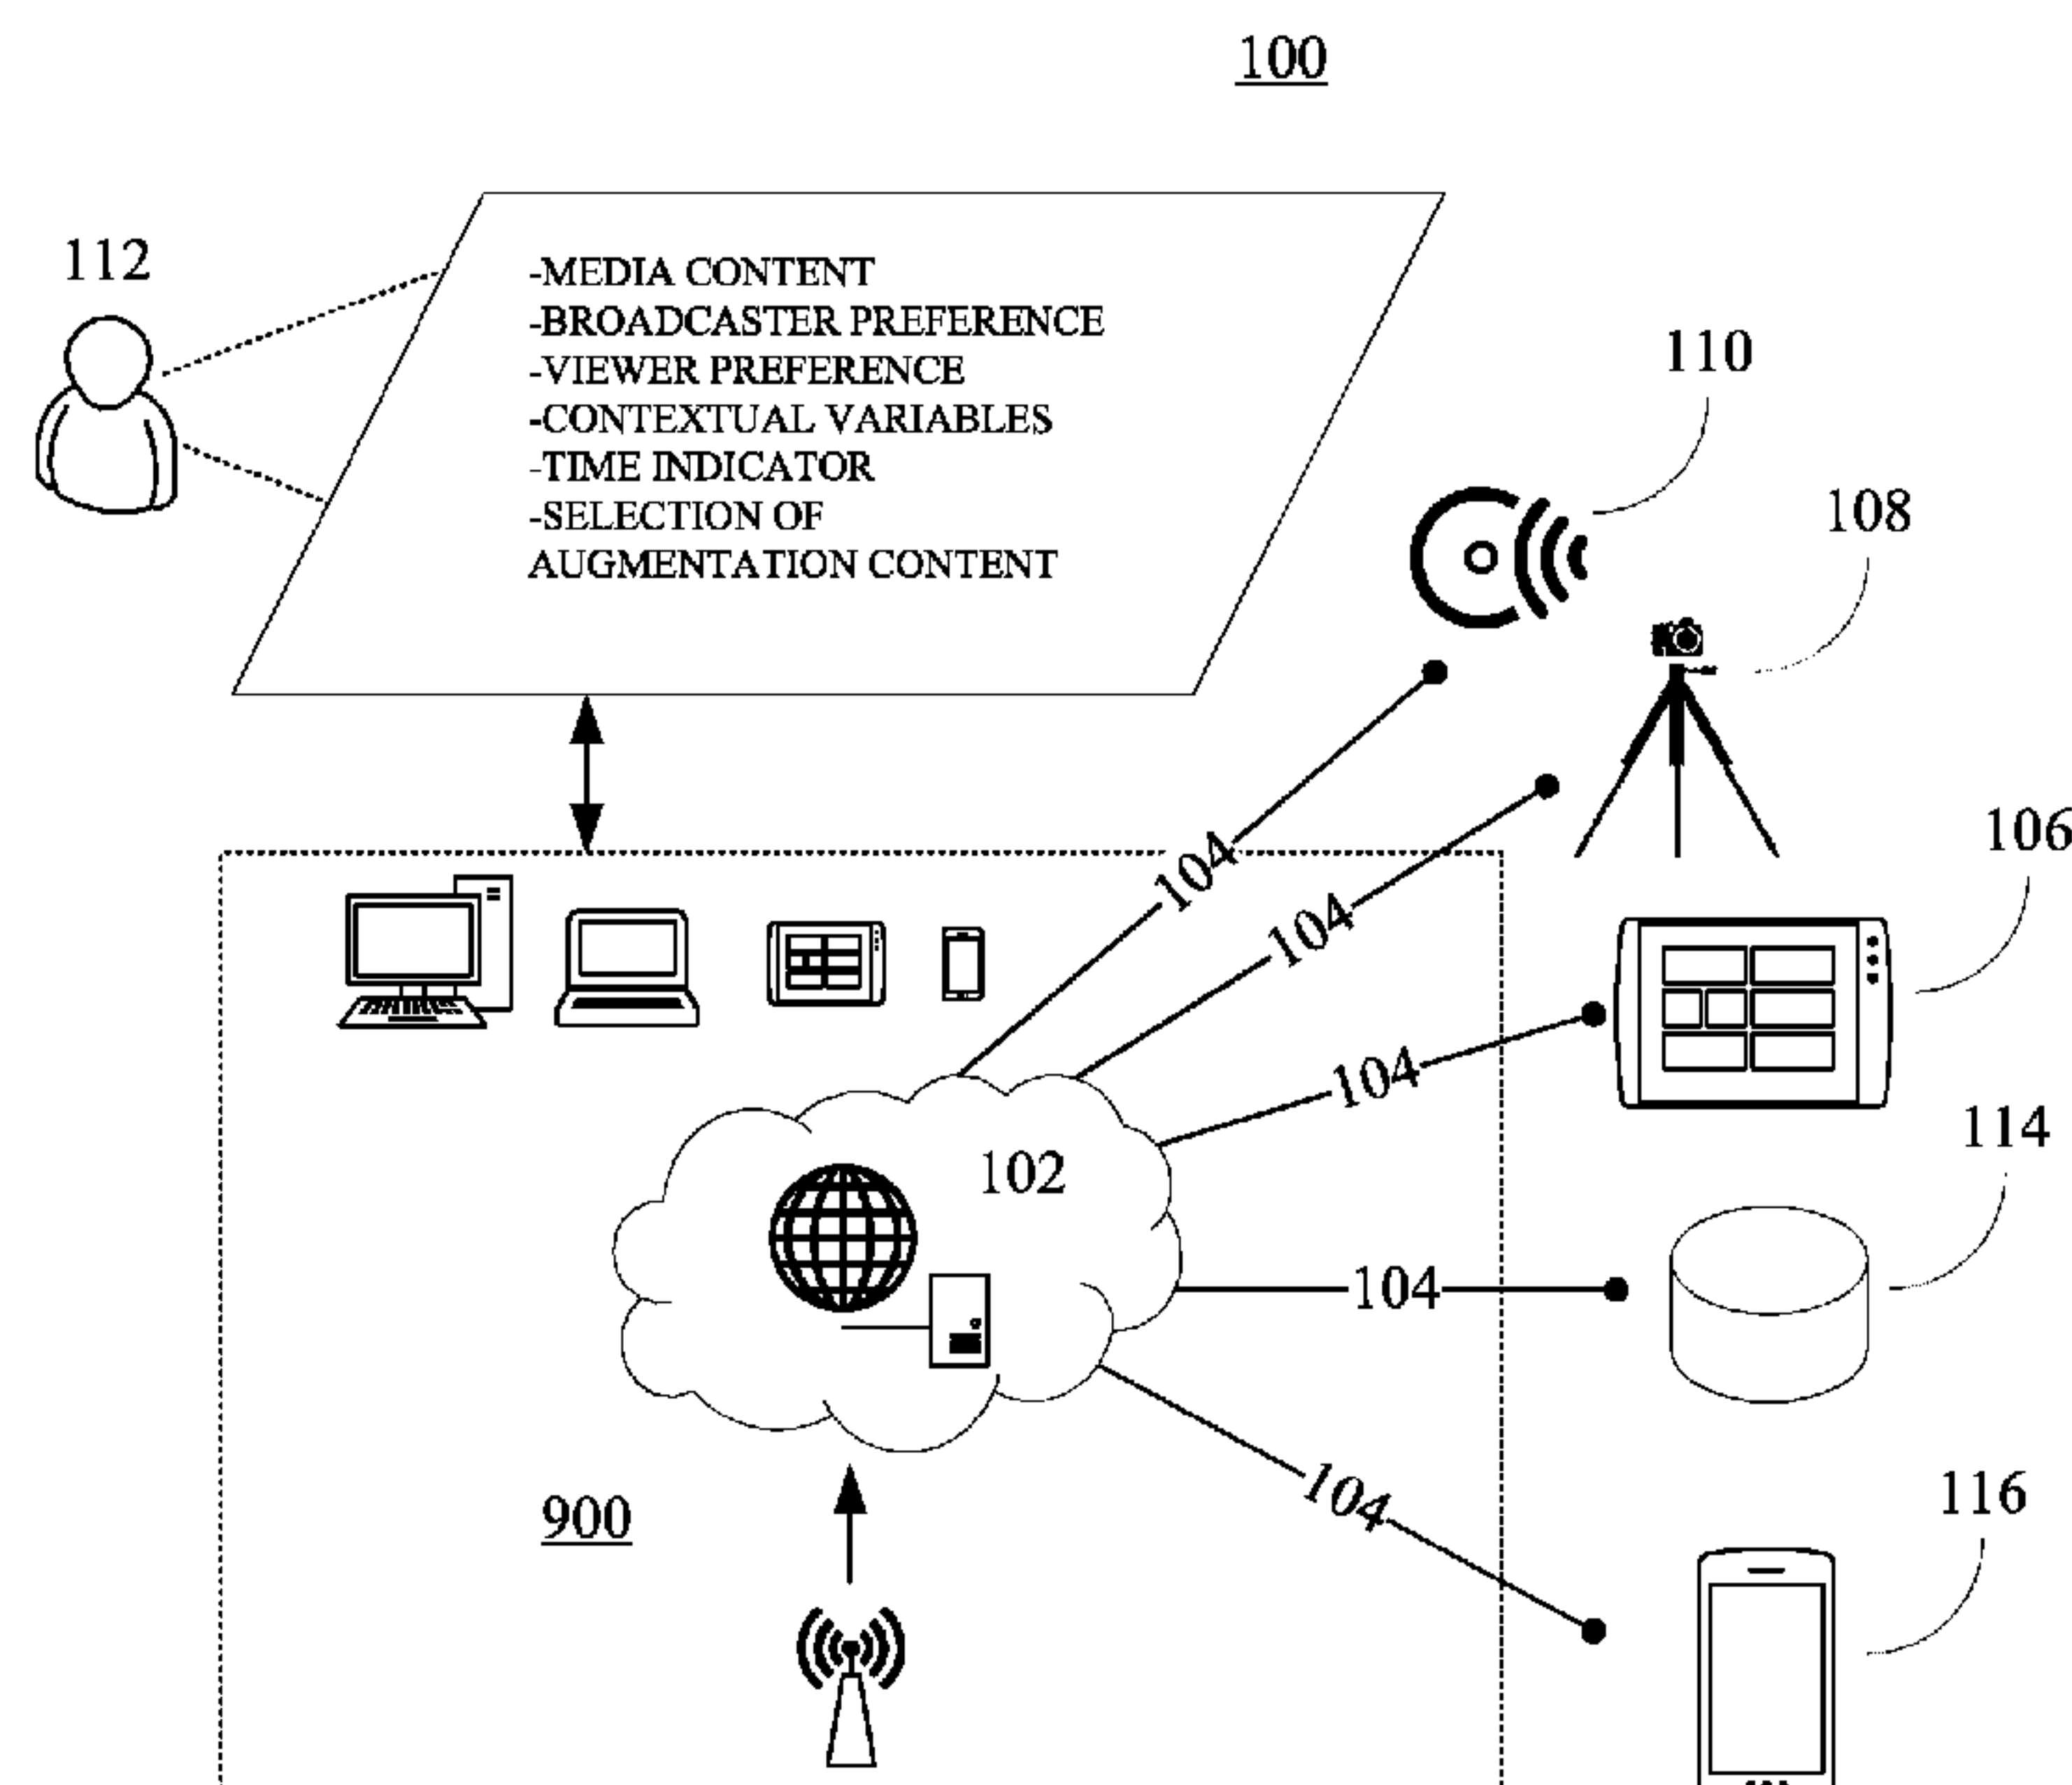 100
112
-MEDIA CONTENT
-BROADCASTER PREFERENCE
-VIEWER PREFERENCE
-CONTEXTUAL VARIABLES
-TIME INDICATOR
-SELECTION OF
AUGMENTATION CONTENT
110
108
106
104
104
104
114
102
104
116
104
900